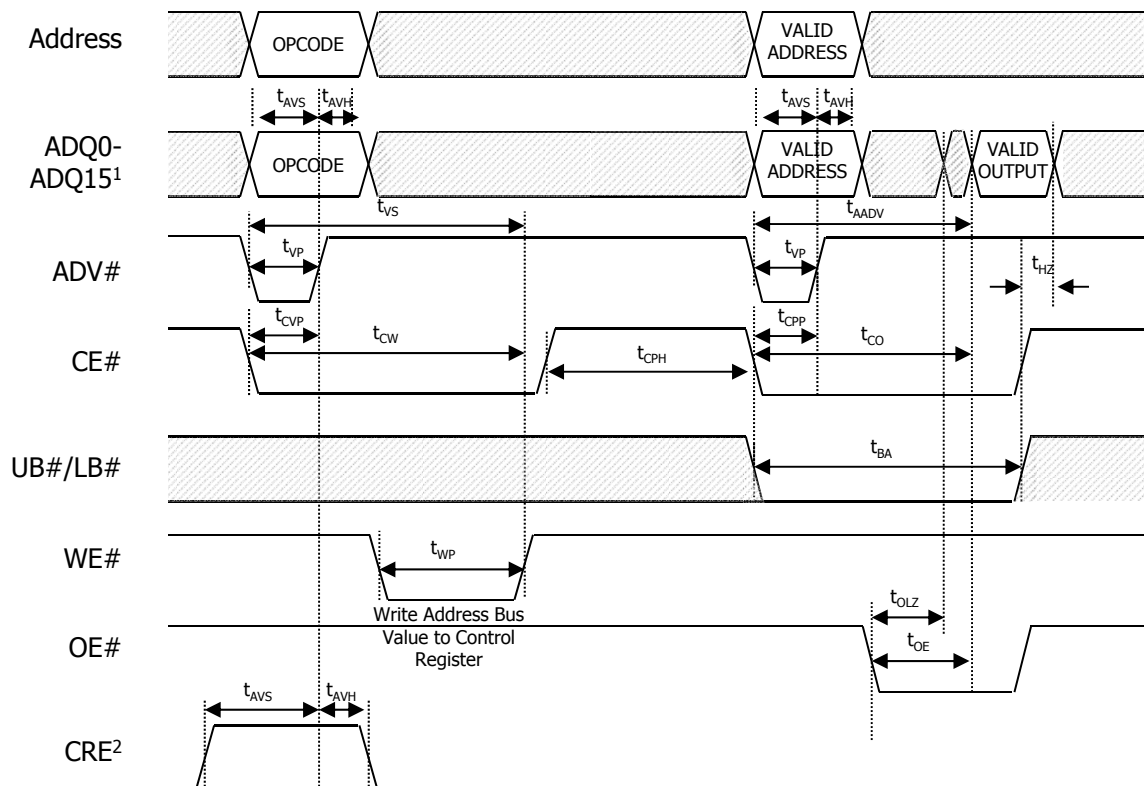 Address
OPCODE
VALID
ADDRESS
tAVS
tAVH
tAVS
tAVH
ADQ0-
ADQ15¹
OPCODE
VALID
ADDRESS
VALID
OUTPUT
tVS
tAADV
ADV#
tVP
tVP
tHZ
CE#
tCVP
tCW
tCPH
tCPP
tCO
UB#/LB#
tBA
WE#
tWP
Write Address Bus
Value to Control
Register
OE#
tOLZ
tOE
tAVS
tAVH
CRE²